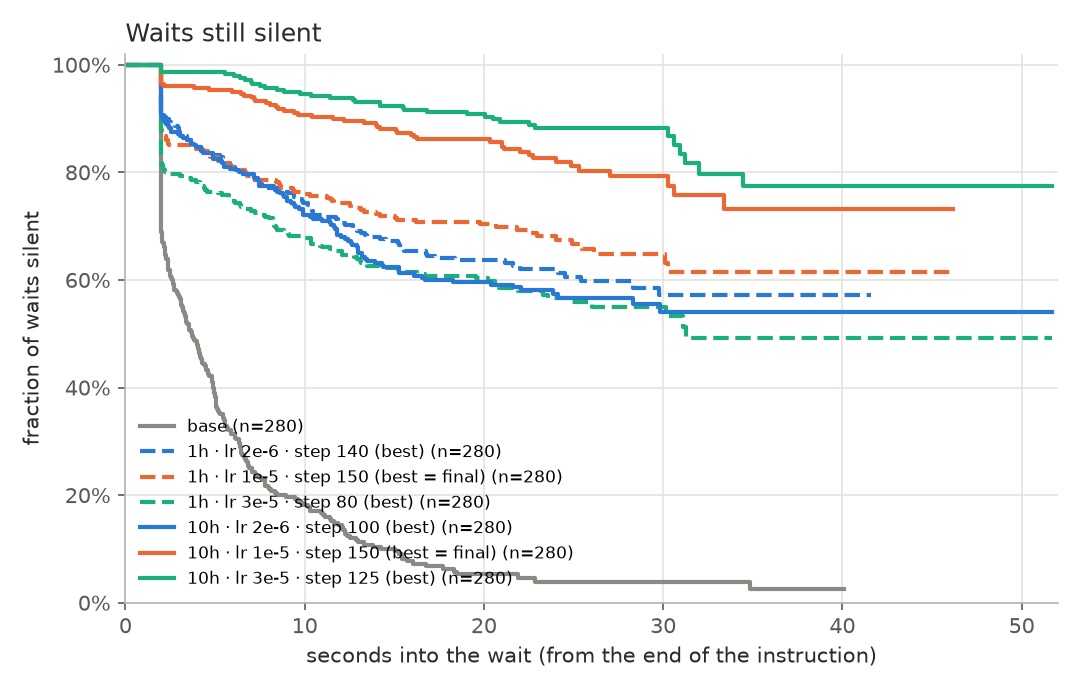 Waits still silent
100%
80%
60%
40%
20%
0%
fraction of waits silent
base (n=280)
1h · lr 2e-6 · step 140 (best) (n=280)
1h · lr 1e-5 · step 150 (best = final) (n=280)
1h · lr 3e-5 · step 80 (best) (n=280)
10h · lr 2e-6 · step 100 (best) (n=280)
10h · lr 1e-5 · step 150 (best = final) (n=280)
10h · lr 3e-5 · step 125 (best) (n=280)
0 10 20 30 40 50
seconds into the wait (from the end of the instruction)